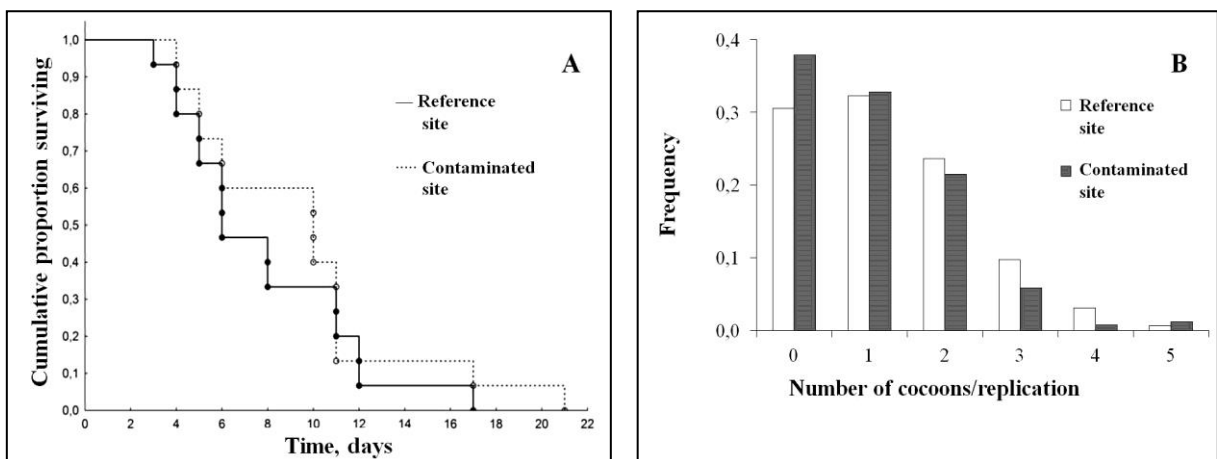 Cumulative proportion surviving
1,0
0,9
0,8
0,7
0,6
0,5
0,4
0,3
0,2
0,1
0,0
0 2 4 6 8 10 12 14 16 18 20 22
Time, days
A
Reference
site
Contaminated
site
Frequency
0,4
0,3
0,2
0,1
0,0
0 1 2 3 4 5
Number of cocoons/replication
B
Reference
site
Contaminated
site